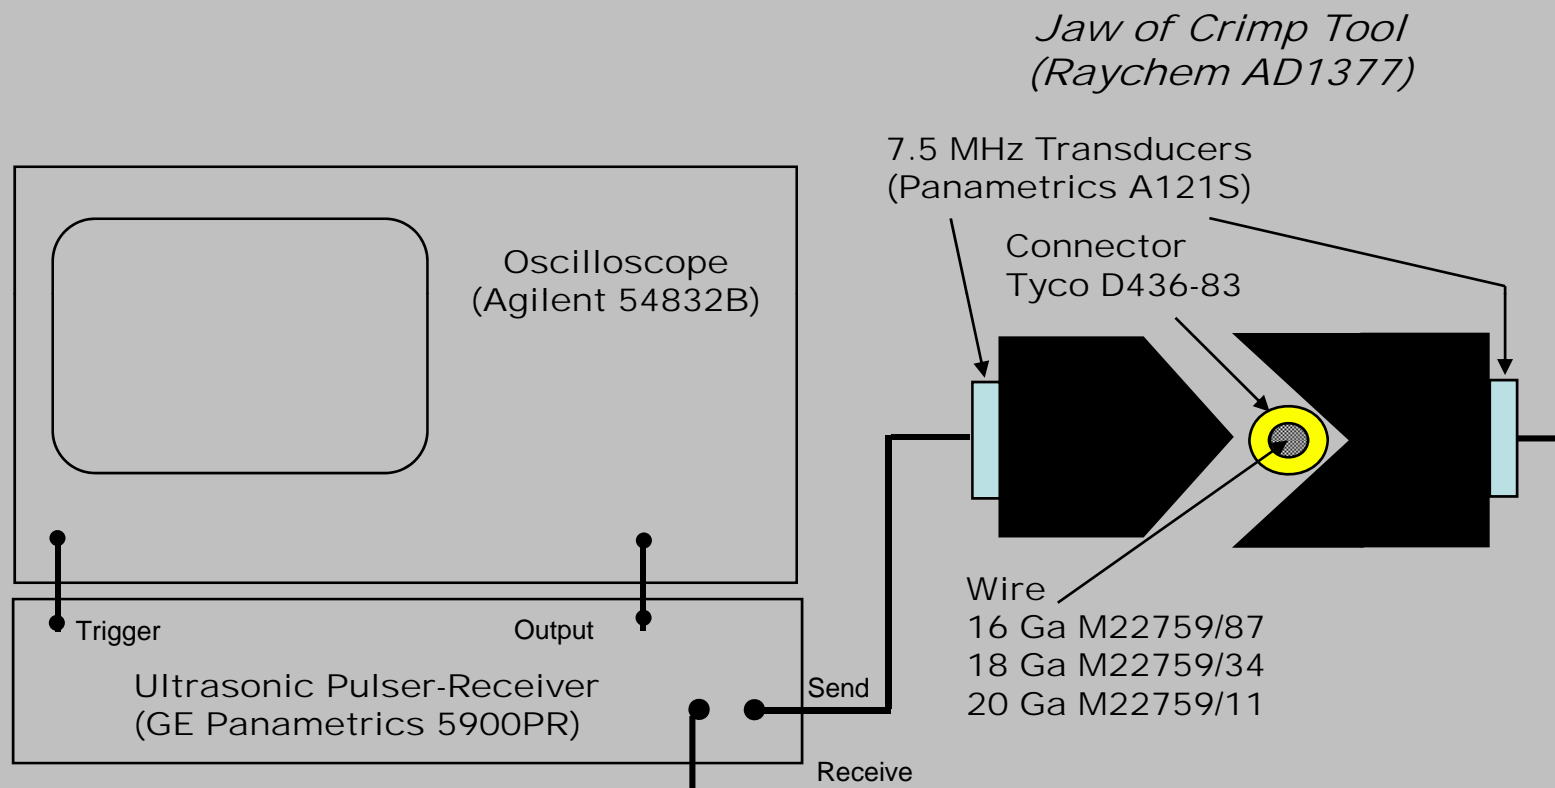 Jaw of Crimp Tool
(Raychem AD1377)
7.5 MHz Transducers
(Panametrics A121S)
Connector
Tyco D436-83
Oscilloscope
(Agilent 54832B)
Wire
16 Ga M22759/87
18 Ga M22759/34
20 Ga M22759/11
Trigger
Output
Ultrasonic Pulser-Receiver
(GE Panametrics 5900PR)
Send
Receive